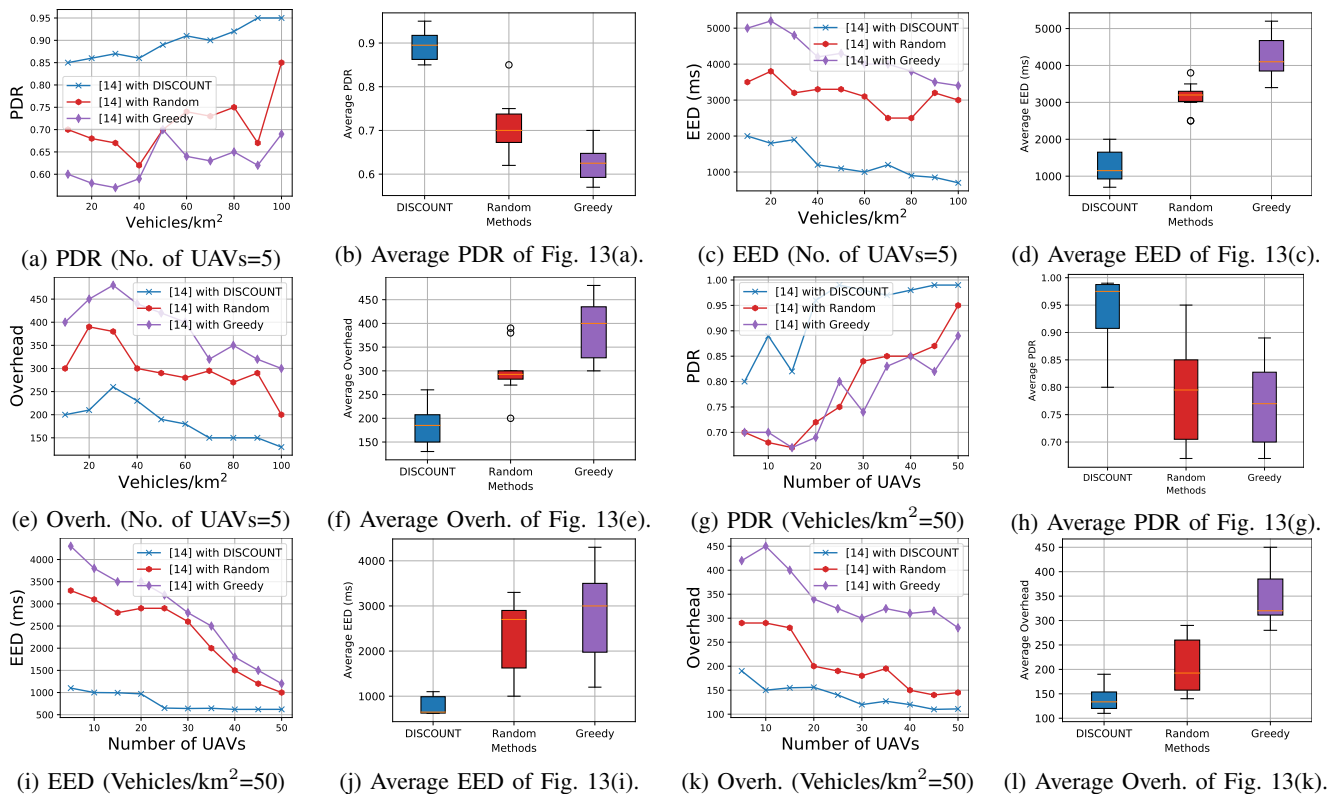 0.95
0.90
0.85
0.80
0.75
0.70
0.65
0.60
PDR
[14] with DISCOUNT
[14] with Random
[14] with Greedy
20 40 60 80 100
Vehicles/km²
(a) PDR (No. of UAVs=5)
0.9
0.8
0.7
0.6
Average PDR
DISCOUNT Random Greedy
Methods
(b) Average PDR of Fig. 13(a).
5000
4000
3000
2000
1000
EED (ms)
[14] with DISCOUNT
[14] with Random
[14] with Greedy
20 40 60 80 100
Vehicles/km²
(c) EED (No. of UAVs=5)
5000
4000
3000
2000
1000
Average EED (ms)
DISCOUNT Random Greedy
Methods
(d) Average EED of Fig. 13(c).
450
400
350
300
250
200
150
Overhead
[14] with DISCOUNT
[14] with Random
[14] with Greedy
20 40 60 80 100
Vehicles/km²
(e) Overh. (No. of UAVs=5)
450
400
350
300
250
200
150
Average Overhead
DISCOUNT Random Greedy
Methods
(f) Average Overh. of Fig. 13(e).
1.00
0.95
0.90
0.85
0.80
0.75
0.70
PDR
[14] with DISCOUNT
[14] with Random
[14] with Greedy
10 20 30 40 50
Number of UAVs
(g) PDR (Vehicles/km²=50)
1.00
0.95
0.90
0.85
0.80
0.75
0.70
Average PDR
DISCOUNT Random Greedy
Methods
(h) Average PDR of Fig. 13(g).
4000
3500
3000
2500
2000
1500
1000
500
EED (ms)
[14] with DISCOUNT
[14] with Random
[14] with Greedy
10 20 30 40 50
Number of UAVs
(i) EED (Vehicles/km²=50)
4000
3000
2000
1000
Average EED (ms)
DISCOUNT Random Greedy
Methods
(j) Average EED of Fig. 13(i).
450
400
350
300
250
200
150
100
Overhead
[14] with DISCOUNT
[14] with Random
[14] with Greedy
10 20 30 40 50
Number of UAVs
(k) Overh. (Vehicles/km²=50)
450
400
350
300
250
200
150
100
Average Overhead
DISCOUNT Random Greedy
Methods
(l) Average Overh. of Fig. 13(k).